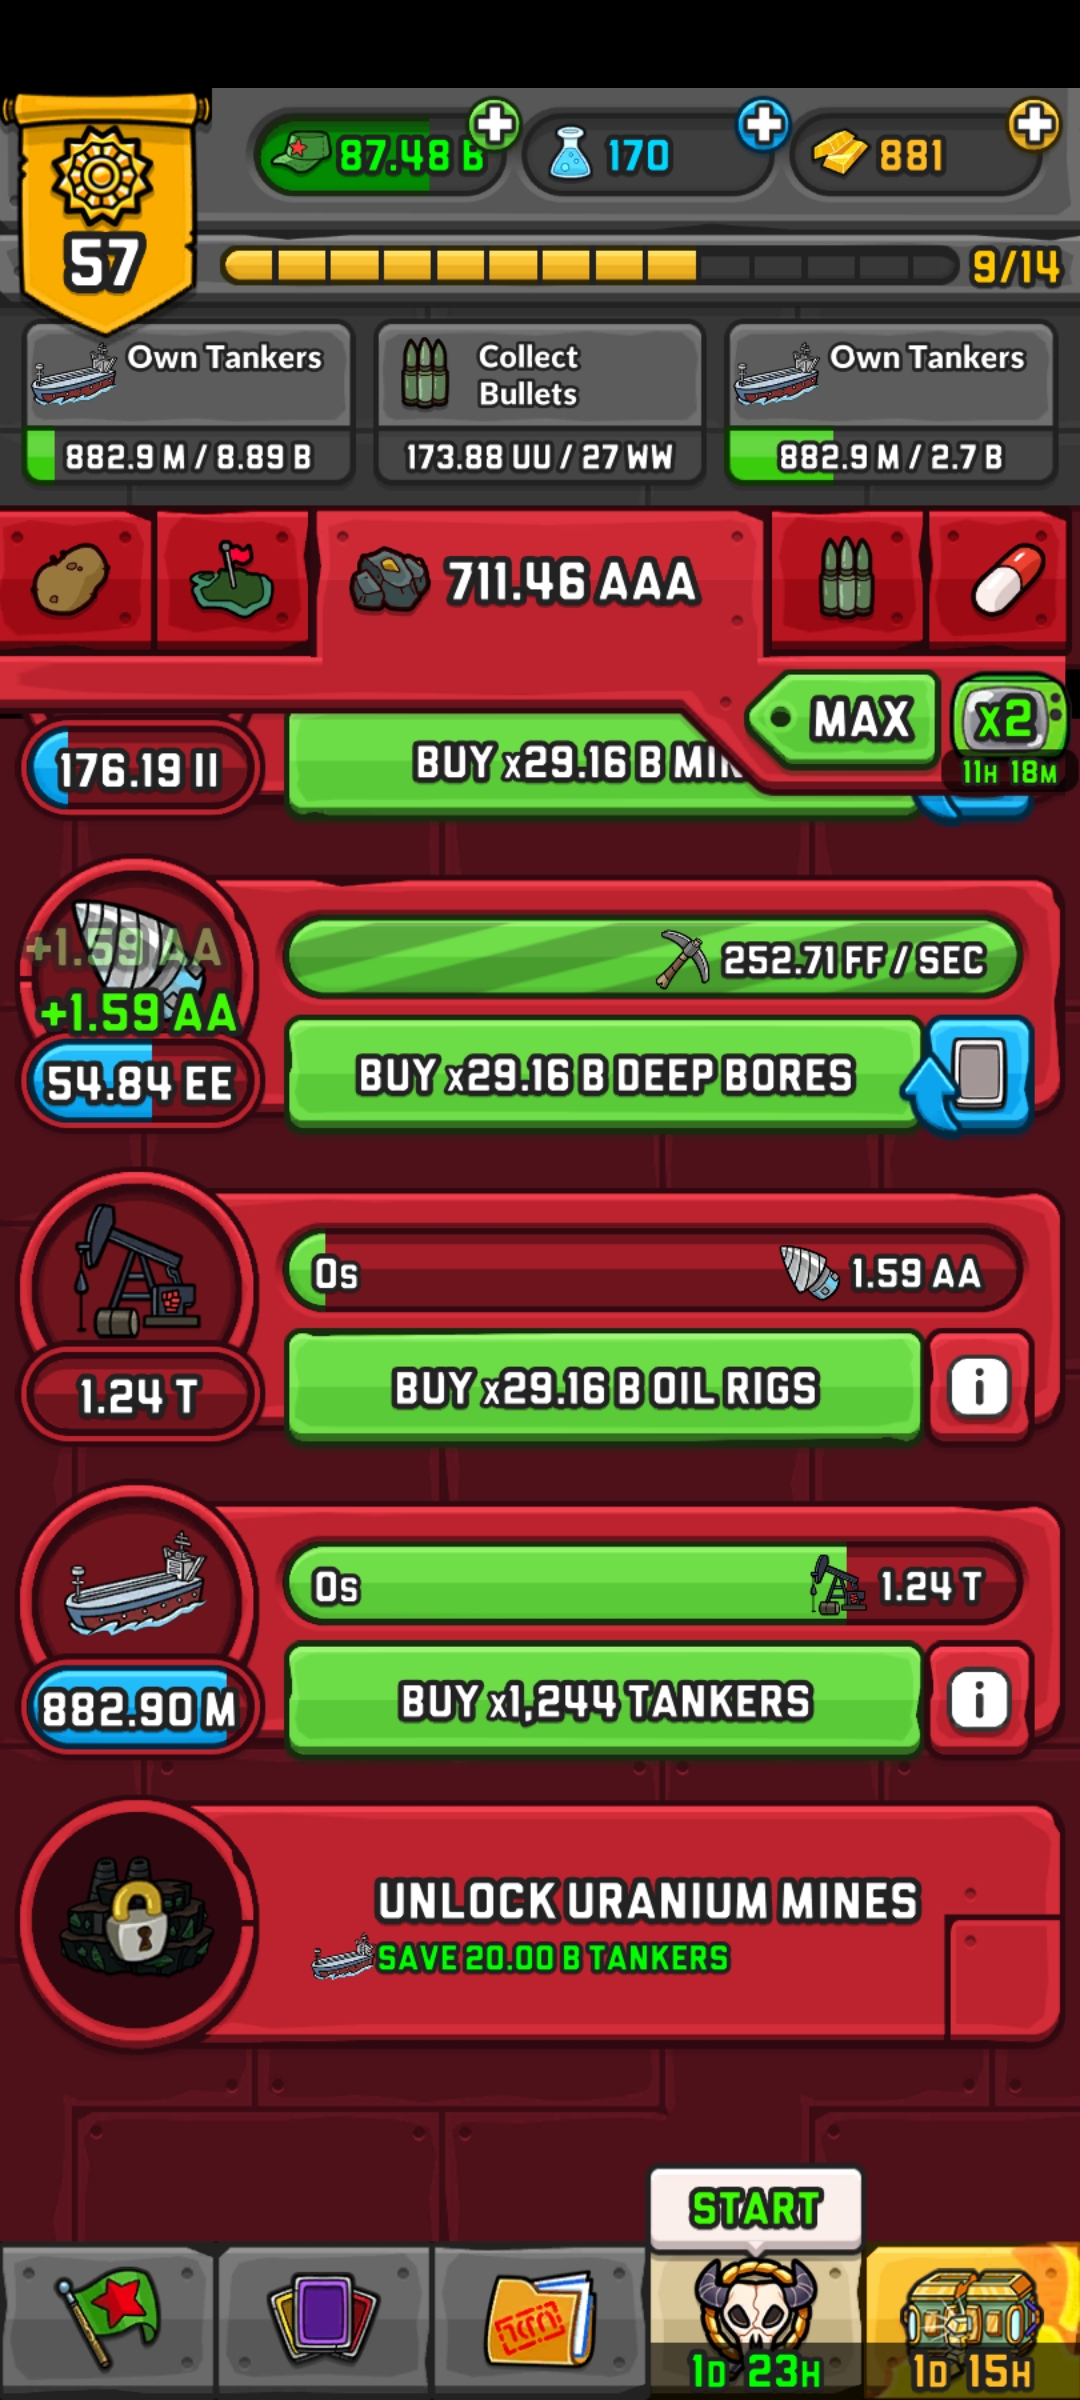 87.48 B
170
881
57
9/14
Own Tankers
882.9 M / 8.89 B
Collect
Bullets
173.88 UU / 27 WW
Own Tankers
882.9 M / 2.7 B
711.46 AAA
MAX
x2
11H 18M
176.19 II
BUY x29.16 B
+1.59 AA
+1.59 AA
54.84 EE
252.71 FF / SEC
BUY x29.16 B DEEP BORES
0s
1.59 AA
1.24 T
BUY x29.16 B OIL RIGS
i
0s
1.24 T
882.90 M
BUY x1,244 TANKERS
i
UNLOCK URANIUM MINES
SAVE 20.00 B TANKERS
START
1D 23H
1D 15H